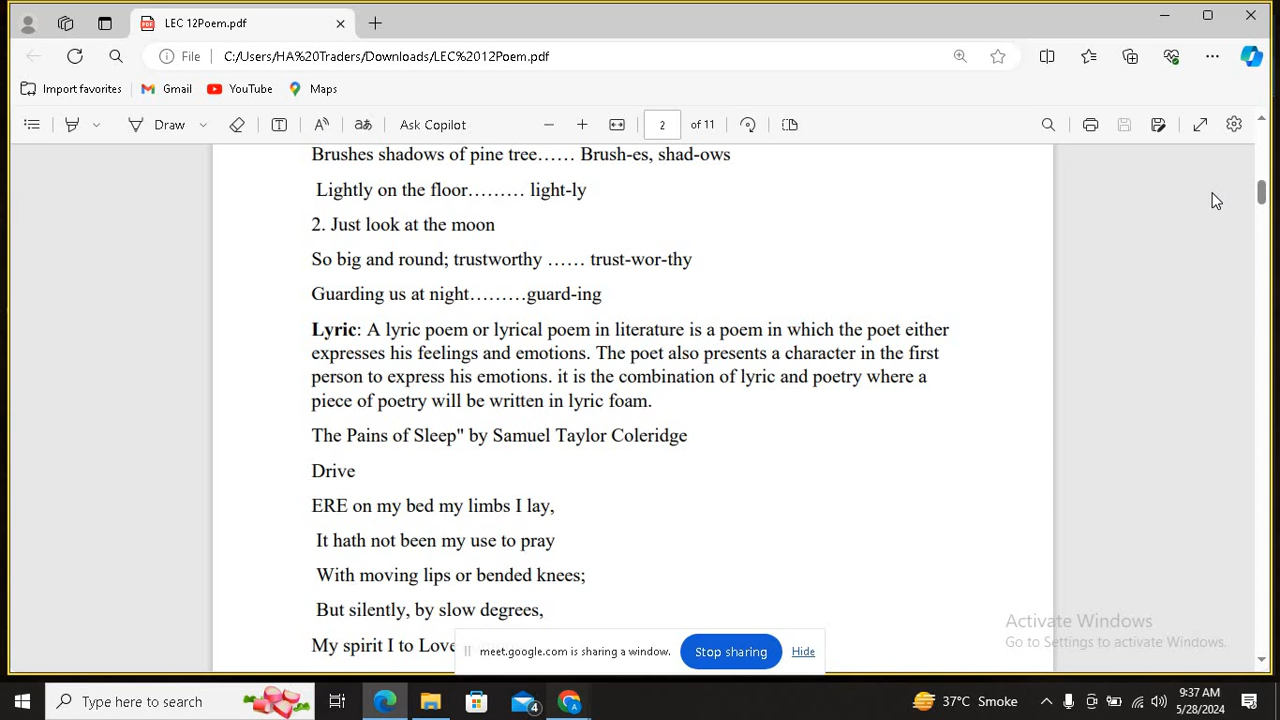 LEC 12Poem.pdf
File C:/Users/HA%20Traders/Downloads/LEC%2012Poem.pdf
Import favorites Gmail YouTube Maps
Draw aあ Ask Copilot 2 of 11
Brushes shadows of pine tree…… Brush-es, shad-ows
Lightly on the floor……… light-ly
2. Just look at the moon
So big and round; trustworthy …… trust-wor-thy
Guarding us at night………guard-ing
Lyric: A lyric poem or lyrical poem in literature is a poem in which the poet either
expresses his feelings and emotions. The poet also presents a character in the first
person to express his emotions. it is the combination of lyric and poetry where a
piece of poetry will be written in lyric foam.
The Pains of Sleep" by Samuel Taylor Coleridge
Drive
ERE on my bed my limbs I lay,
It hath not been my use to pray
With moving lips or bended knees;
But silently, by slow degrees,
My spirit I to Love
Activate Windows
Go to Settings to activate Windows.
meet.google.com is sharing a window. Stop sharing Hide
Type here to search 4 37°C Smoke 9:37 AM
5/28/2024